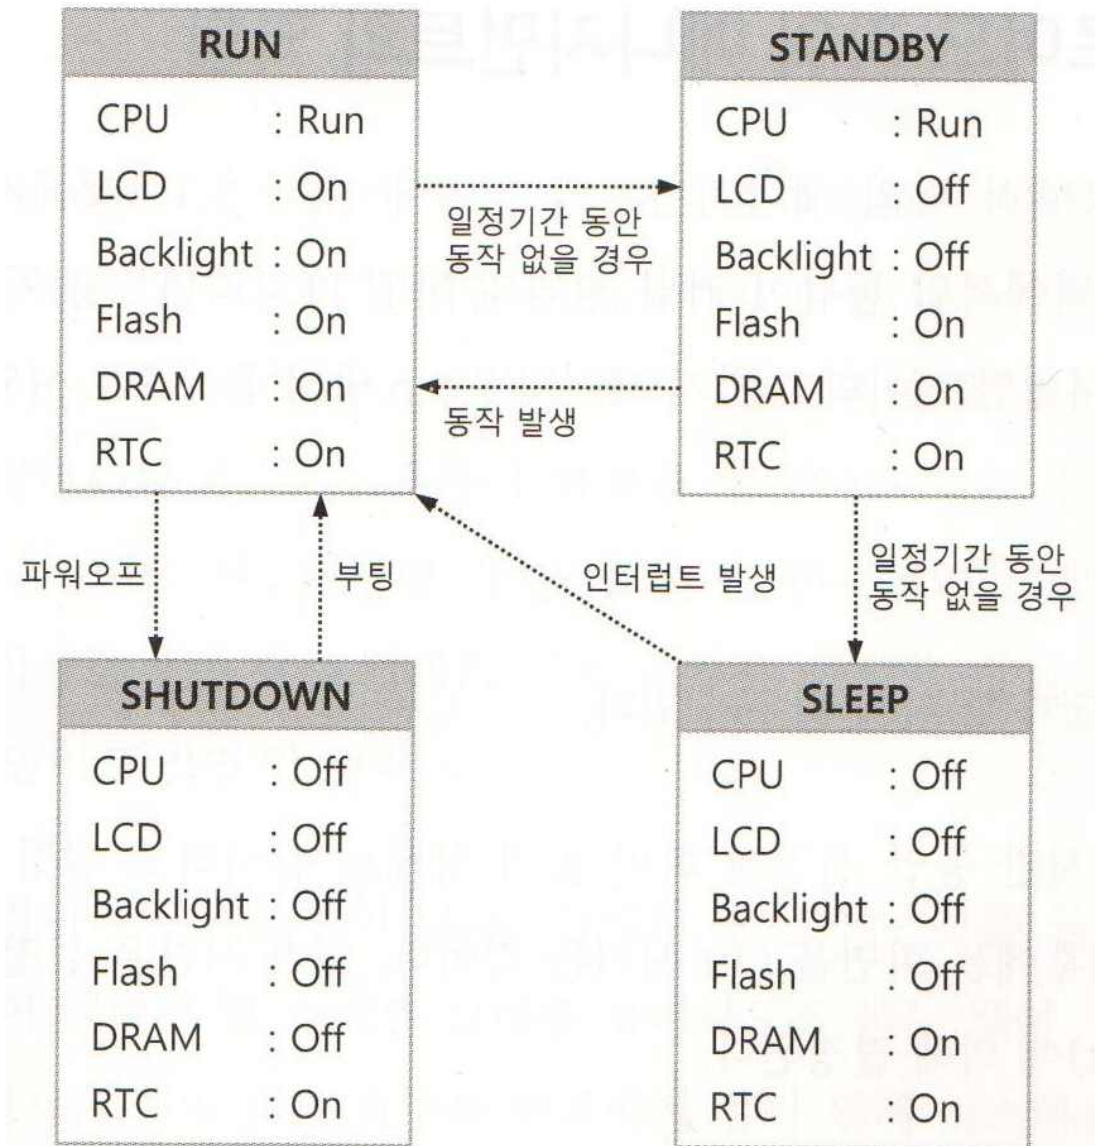 RUN
CPU : Run
LCD : On
Backlight : On
Flash : On
DRAM : On
RTC : On
일정기간 동안
동작 없을 경우
동작 발생
STANDBY
CPU : Run
LCD : Off
Backlight : Off
Flash : On
DRAM : On
RTC : On
파워오프
부팅
인터럽트 발생
일정기간 동안
동작 없을 경우
SHUTDOWN
CPU : Off
LCD : Off
Backlight : Off
Flash : Off
DRAM : Off
RTC : On
SLEEP
CPU : Off
LCD : Off
Backlight : Off
Flash : Off
DRAM : On
RTC : On